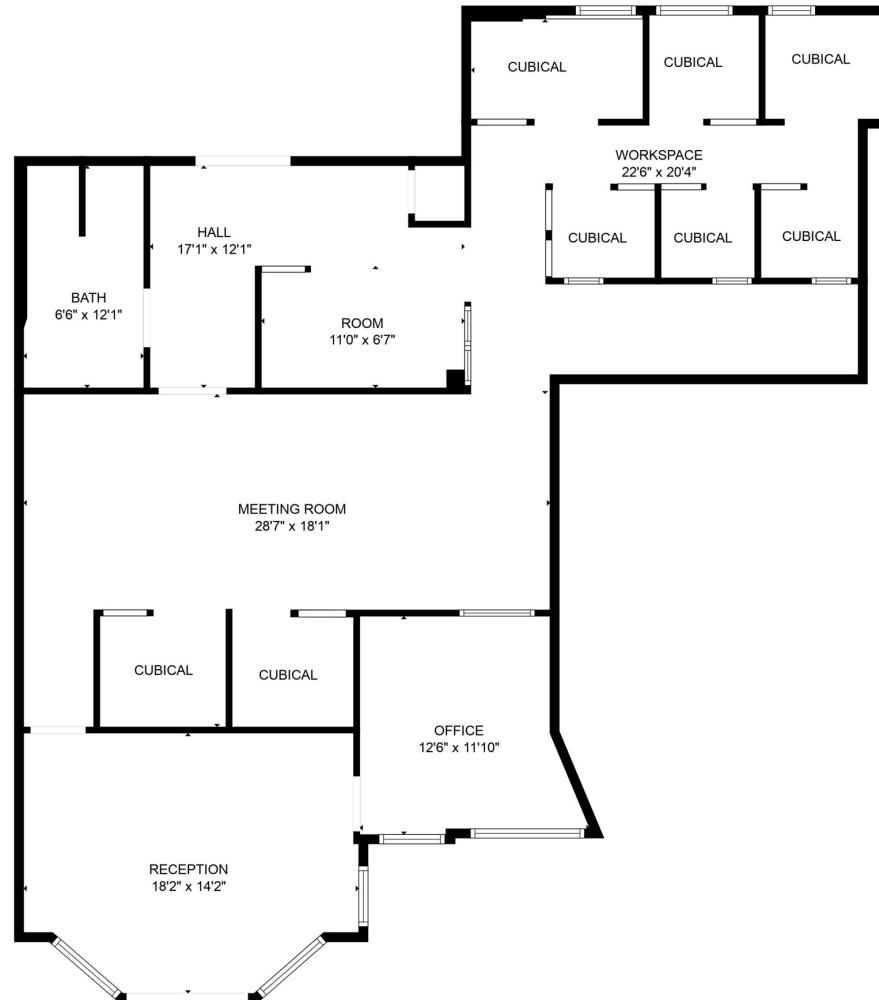 CUBICAL
CUBICAL
CUBICAL
WORKSPACE
22'6" x 20'4"
CUBICAL
CUBICAL
CUBICAL
HALL
17'1" x 12'1"
BATH
6'6" x 12'1"
ROOM
11'0" x 6'7"
MEETING ROOM
28'7" x 18'1"
CUBICAL
CUBICAL
OFFICE
12'6" x 11'10"
RECEPTION
18'2" x 14'2"